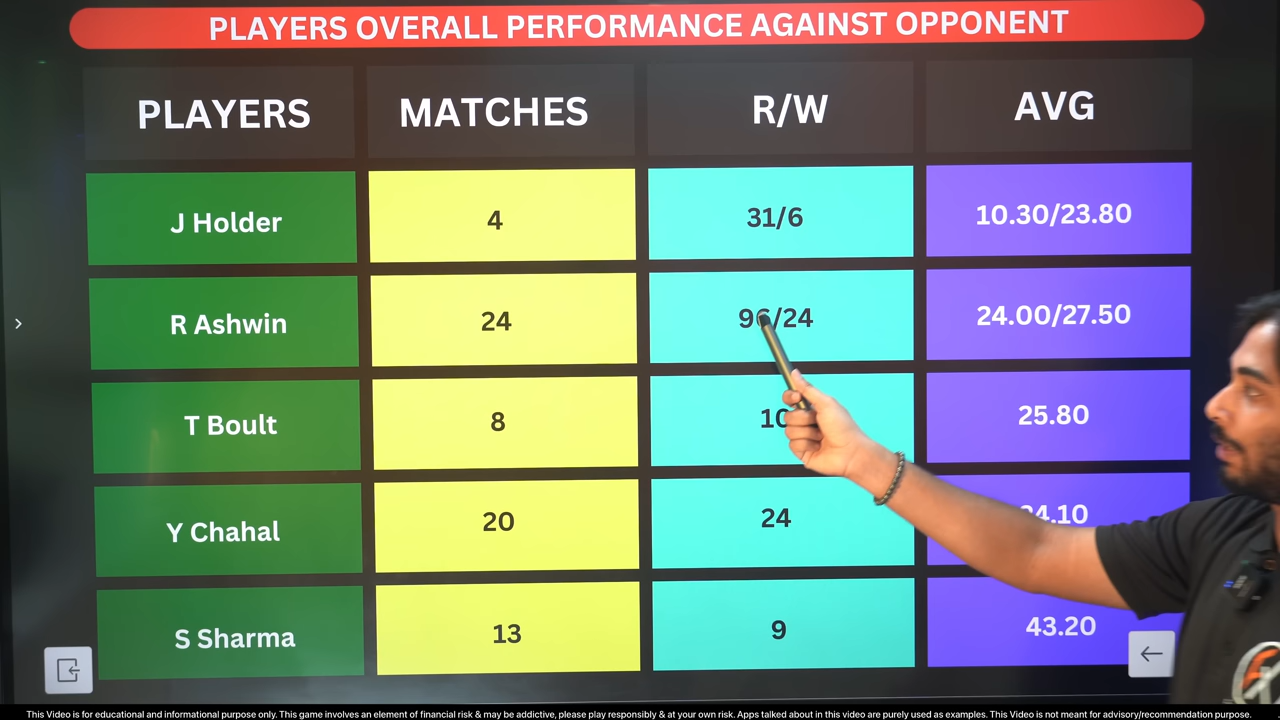 PLAYERS OVERALL PERFORMANCE AGAINST OPPONENT
PLAYERS MATCHES R/W AVG
J Holder 4 31/6 10.30/23.80
R Ashwin 24 96/24 24.00/27.50
T Boult 8 10 25.80
Y Chahal 20 24
S Sharma 13 9 43.20
This Video is for educational and informational purpose only. This game involves an element of financial risk & may be addictive, please play responsibly & at your own risk. Apps talked about in this video are purely used as examples. This Video is not meant for advisory/recommendation purpose.